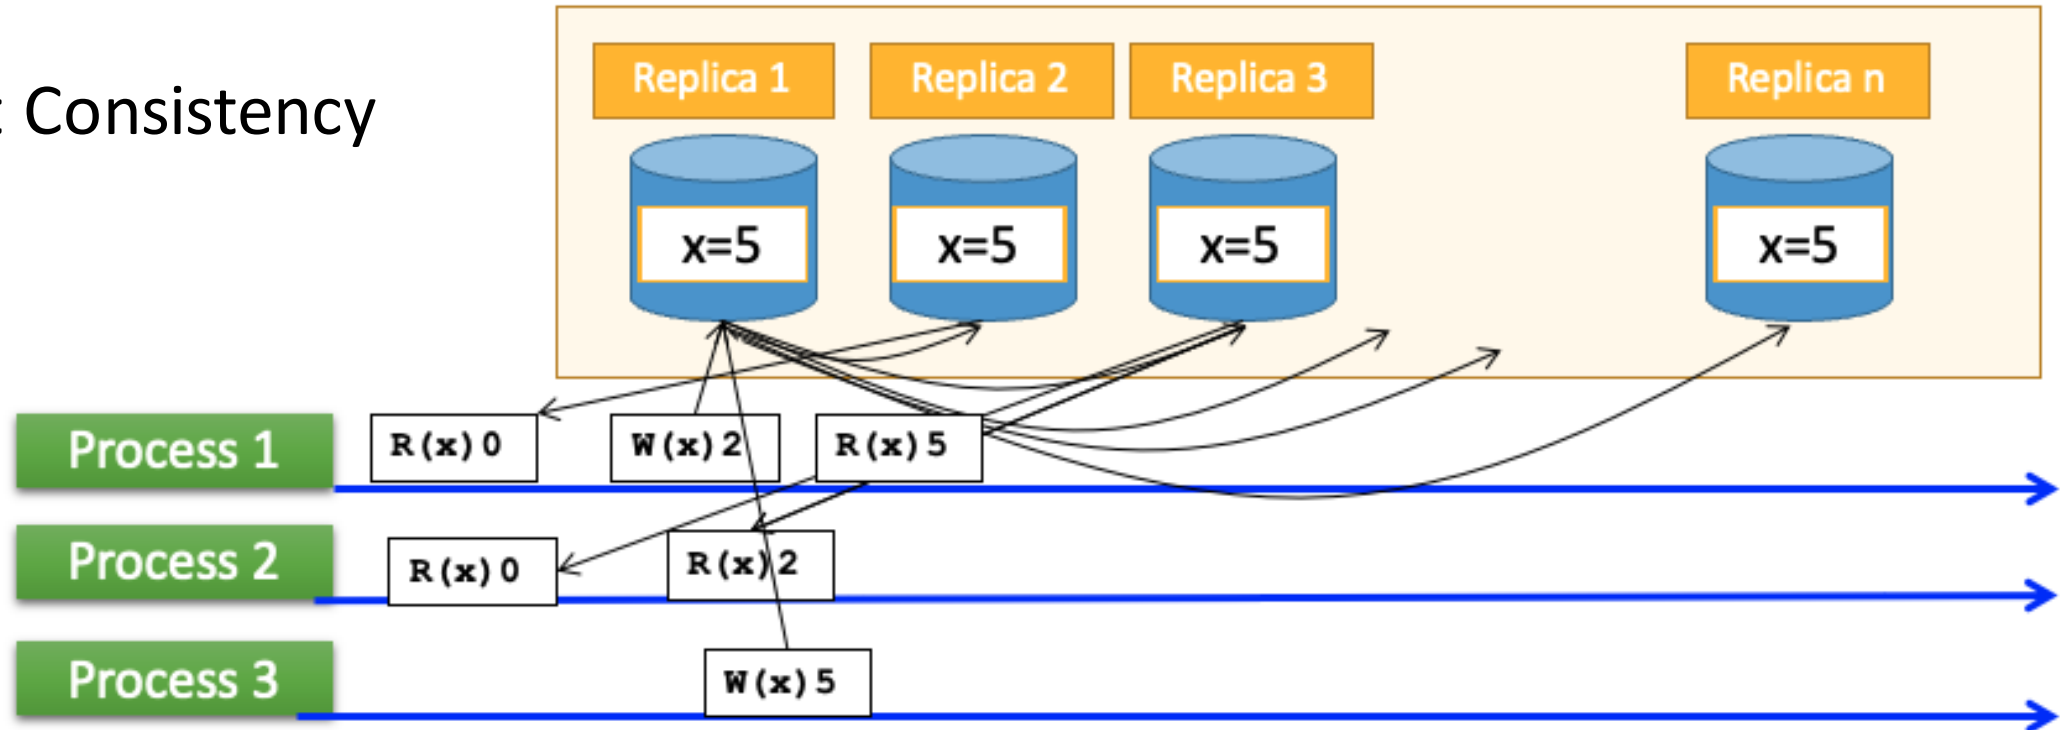 : Consistency
Replica 1
Replica 2
Replica 3
Replica n
x=5
x=5
x=5
x=5
Process 1
R(x)0
W(x)2
R(x)5
Process 2
R(x)0
R(x)2
Process 3
W(x)5